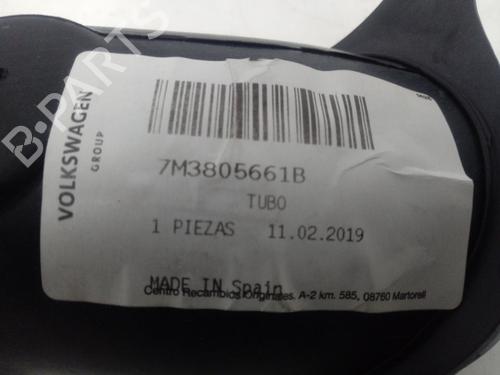 B-PARTS
VOLKSWAGEN
GROUP
7M3805661B
TUBO
1 PIEZAS 11.02.2019
MADE IN Spain
Centro Recambios Originales. A-2 km. 585, 08760 Martorell